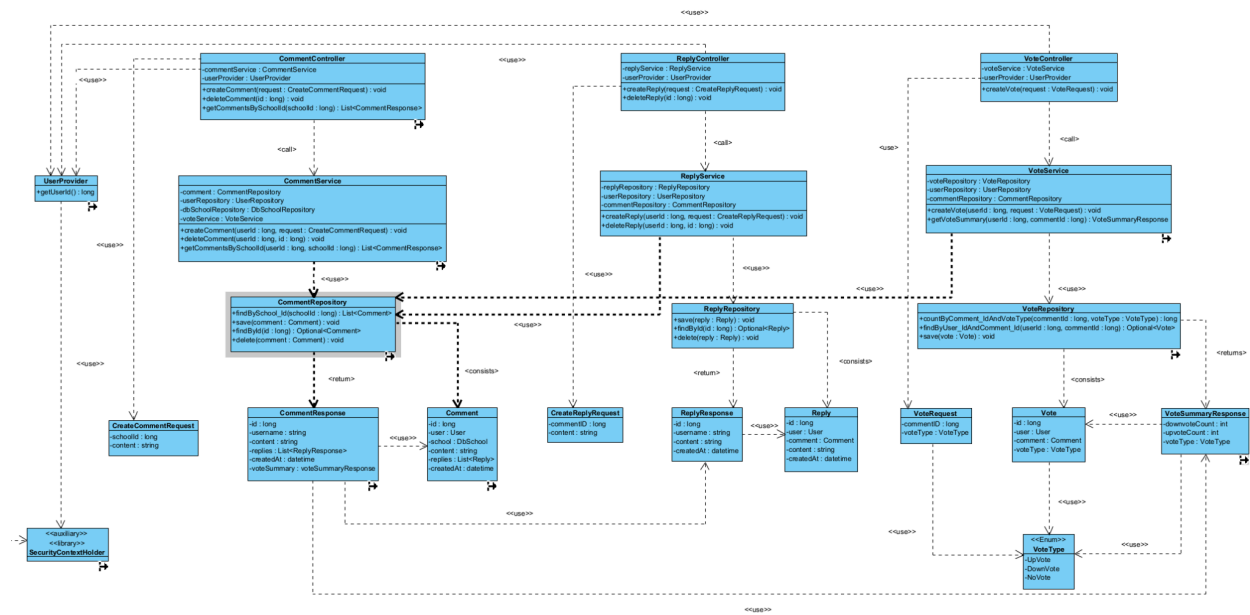 <<use>>
CommentController
-commentService : CommentService
-userProvider : UserProvider
+createComment(request : CreateCommentRequest) : void
+deleteComment(id : long) : void
+getCommentsBySchoolId(schoolId : long) : List<CommentResponse>
<<use>>
<<use>>
ReplyController
-replyService : ReplyService
-userProvider : UserProvider
+createReply(request : CreateReplyRequest) : void
+deleteReply(id : long) : void
VoteController
-voteService : VoteService
-userProvider : UserProvider
+createVote(request : VoteRequest) : void
<call>
<call>
<call>
<use>
UserProvider
+getUserId() : long
CommentService
-comment : CommentRepository
-userRepository : UserRepository
-dbSchoolRepository : DbSchoolRepository
-voteService : VoteService
+createComment(userId : long, request : CreateCommentRequest) : void
+deleteComment(userId : long, id : long) : void
+getCommentsBySchoolId(userId : long, schoolId : long) : List<CommentResponse>
ReplyService
-replyRepository : ReplyRepository
-userRepository : UserRepository
-commentRepository : CommentRepository
+createReply(userId : long, request : CreateReplyRequest) : void
+deleteReply(userId : long, id : long) : void
VoteService
-voteRepository : VoteRepository
-userRepository : UserRepository
-commentRepository : CommentRepository
+createVote(userId : long, request : VoteRequest) : void
+getVoteSummary(userId : long, commentId : long) : VoteSummaryResponse
<<use>>
<<use>>
<<use>>
<<use>>
<<use>>
<<use>>
CommentRepository
+findBySchool_Id(schoolId : long) : List<Comment>
+save(comment : Comment) : void
+findById(id : long) : Optional<Comment>
+delete(comment : Comment) : void
ReplyRepository
+save(reply : Reply) : void
+findById(id : long) : Optional<Reply>
+delete(reply : Reply) : void
VoteRepository
+countByComment_IdAndVoteType(commentId : long, voteType : VoteType) : long
+findByUser_IdAndComment_Id(userId : long, commentId : long) : Optional<Vote>
+save(vote : Vote) : void
<<use>>
<return>
<consists>
<return>
<consists>
<consists>
<returns>
CreateCommentRequest
-schoolId : long
-content : string
CommentResponse
-id : long
-username : string
-content : string
-replies : List<ReplyResponse>
-createdAt : datetime
-voteSummary : voteSummaryResponse
<<use>>
Comment
-id : long
-user : User
-school : DbSchool
-content : string
-replies : List<Reply>
-createdAt : datetime
CreateReplyRequest
-commentID : long
-content : string
ReplyResponse
-id : long
-username : string
-content : string
-createdAt : datetime
<<use>>
Reply
-id : long
-user : User
-comment : Comment
-content : string
-createdAt : datetime
VoteRequest
-commentID : long
-voteType : VoteType
Vote
-id : long
-user : User
-comment : Comment
-voteType : VoteType
<<use>>
VoteSummaryResponse
-downvoteCount : int
-upvoteCount : int
-voteType : VoteType
<<use>>
<<use>>
<<use>>
<<use>>
<<auxiliary>>
<<library>>
SecurityContextHolder
<<Enum>>
VoteType
-UpVote
-DownVote
-NoVote
<<use>>